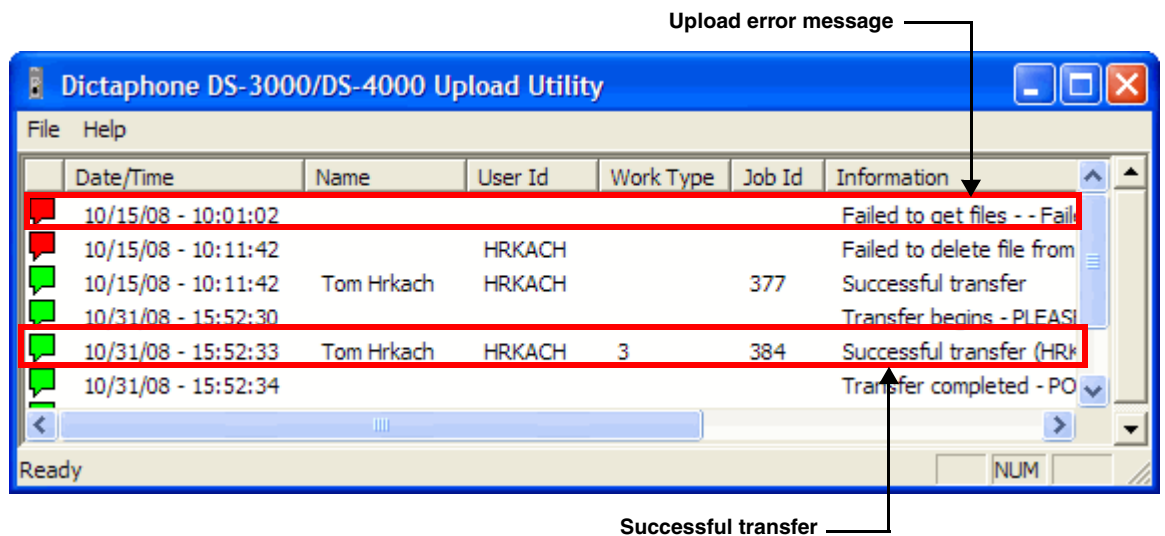 Upload error message
Dictaphone DS-3000/DS-4000 Upload Utility
File Help
Date/Time Name User Id Work Type Job Id Information
10/15/08 - 10:01:02 Failed to get files - - Faile
10/15/08 - 10:11:42 HRKACH Failed to delete file from
10/15/08 - 10:11:42 Tom Hrkach HRKACH 377 Successful transfer
10/31/08 - 15:52:30 Transfer begins - PLEAS
10/31/08 - 15:52:33 Tom Hrkach HRKACH 3 384 Successful transfer (HRK
10/31/08 - 15:52:34 Transfer completed - PO
Ready NUM
Successful transfer